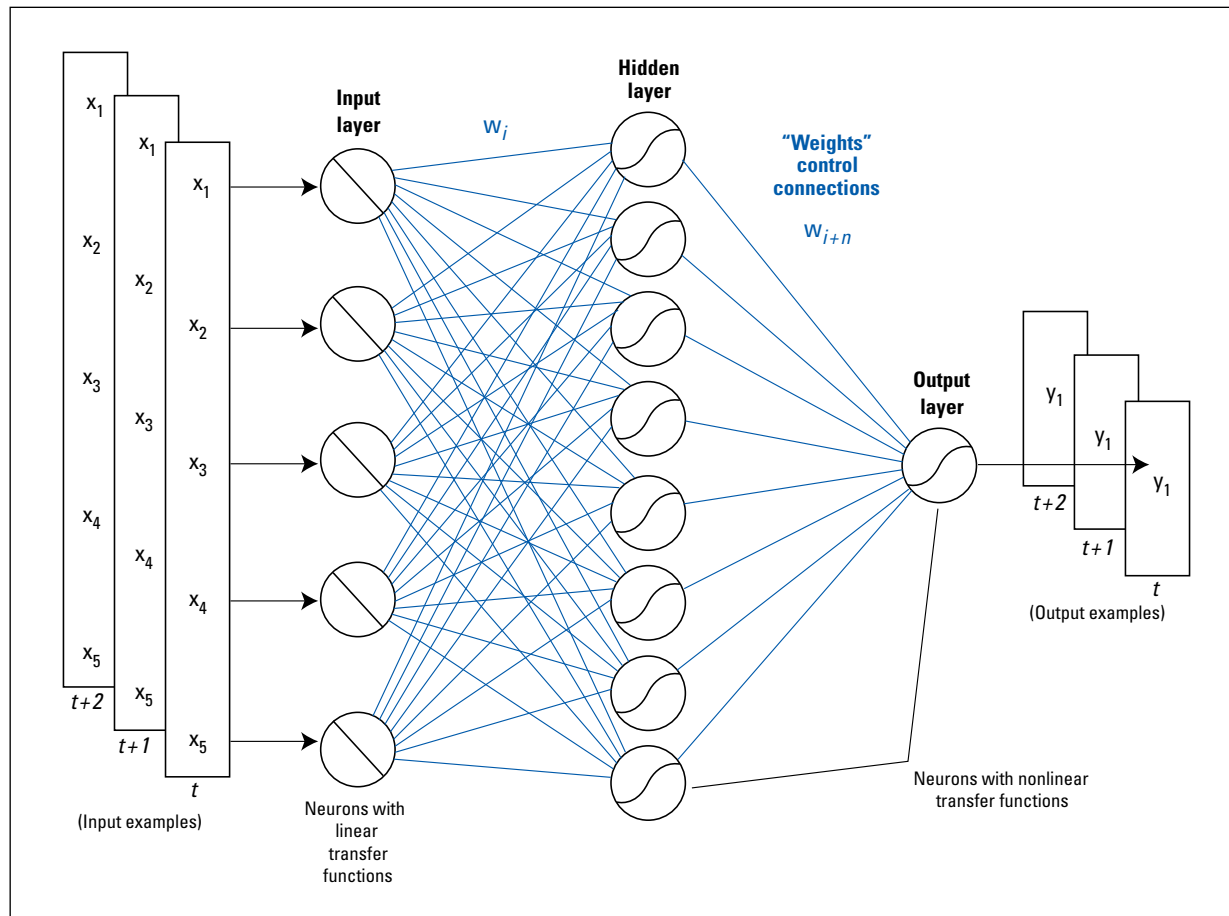 x1
x2
x3
x4
x5
t+2
x1
x2
x3
x4
x5
t+1
x1
x2
x3
x4
x5
t
(Input examples)
Input
layer
Neurons with
linear
transfer
functions
wi
Hidden
layer
“Weights”
control
connections
wi+n
Output
layer
Neurons with nonlinear
transfer functions
y1
t+2
y1
t+1
y1
t
(Output examples)